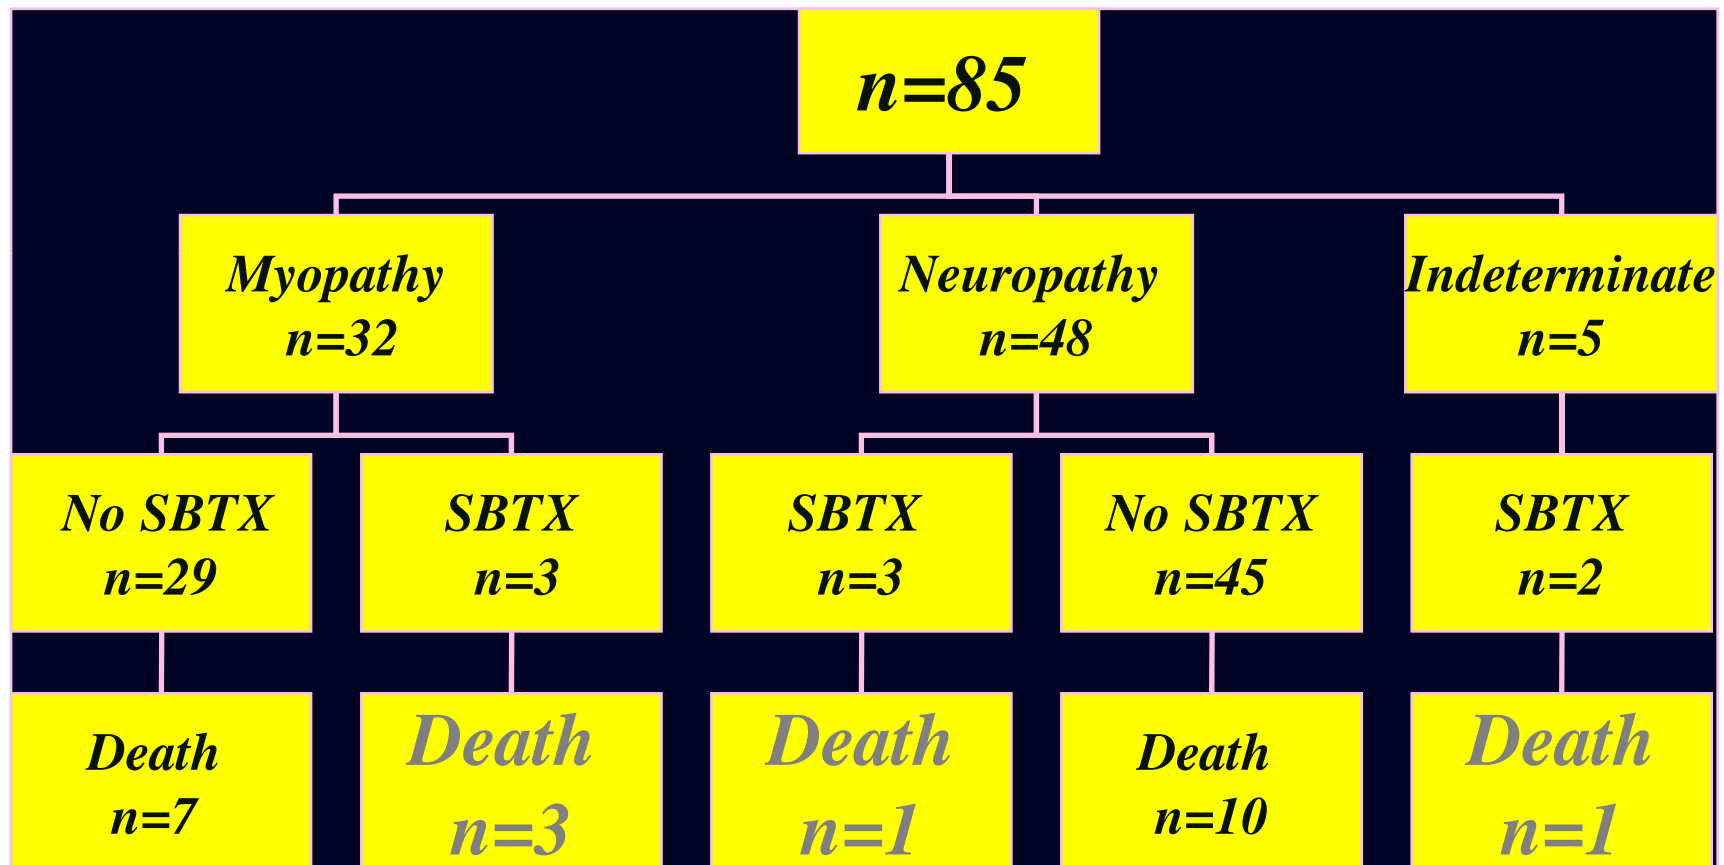 n=85
Myopathy
n=32
Neuropathy
n=48
Indeterminate
n=5
No SBTX
n=29
SBTX
n=3
SBTX
n=3
No SBTX
n=45
SBTX
n=2
Death
n=7
Death
n=3
Death
n=1
Death
n=10
Death
n=1